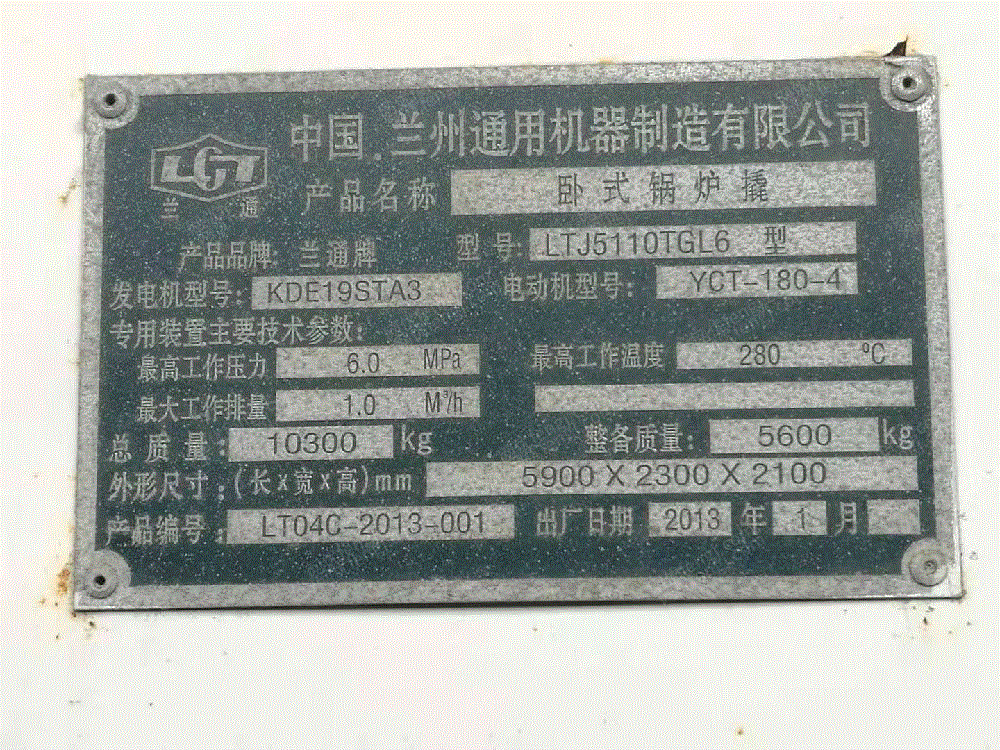 中国.兰州通用机器制造有限公司
LGT
兰 通
产品名称 卧式锅炉撬
产品品牌: 兰通牌 型号: LTJ5110TGL6 型
发电机型号: KDE19STA3 电动机型号: YCT-180-4
专用装置主要技术参数:
最高工作压力 6.0 MPa 最高工作温度 280 ºC
最大工作排量 1.0 M³/h
总质量: 10300 kg 整备质量: 5600 kg
外形尺寸: (长X宽X高)mm 5900 X 2300 X 2100
产品编号: LT04C-2013-001 出厂日期 2013 年 1 月